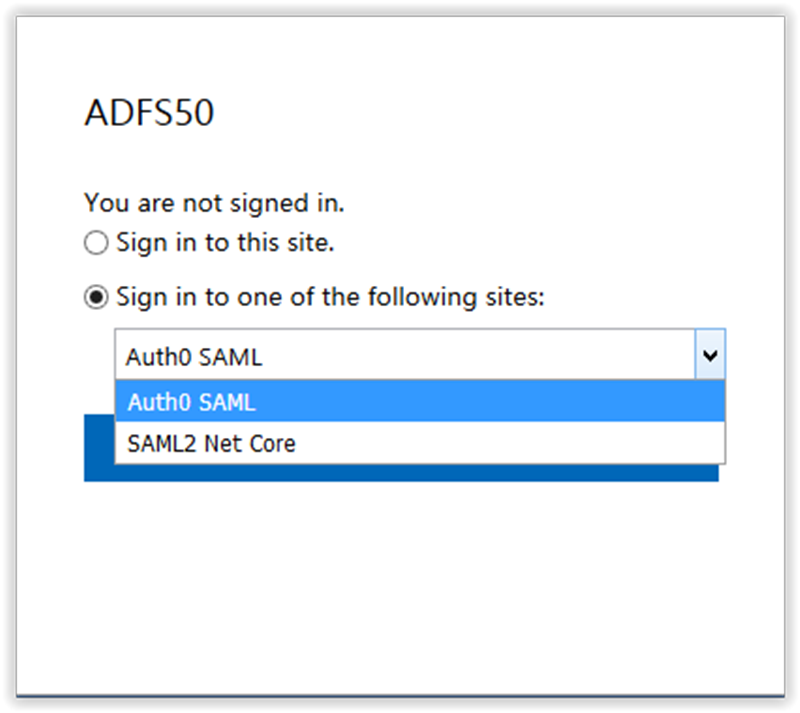 ADFS50
You are not signed in.
Sign in to this site.
Sign in to one of the following sites:
Auth0 SAML
Auth0 SAML
SAML2 Net Core